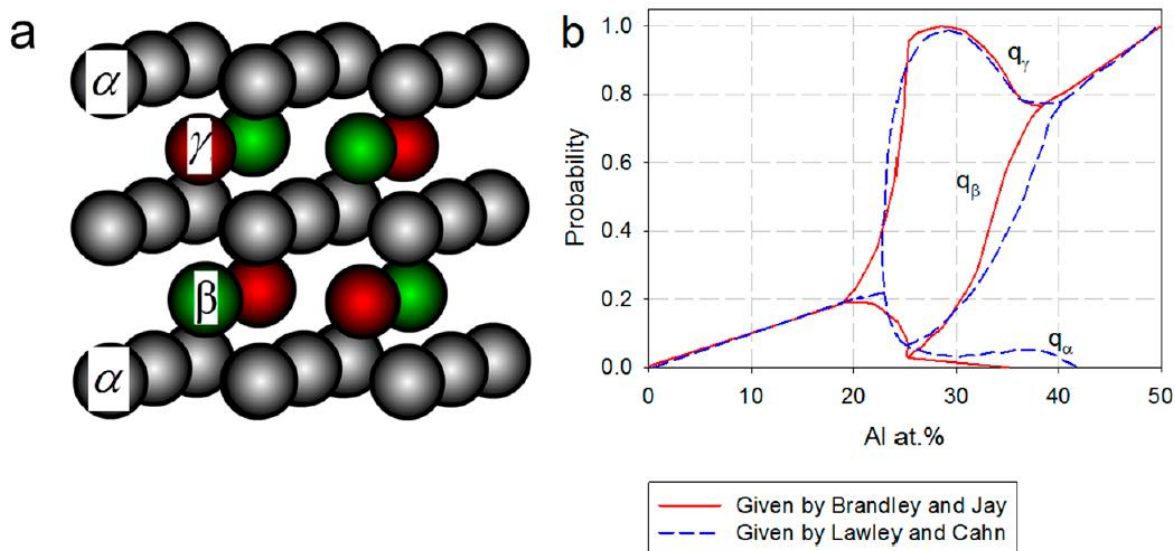 a
α
γ
β
α
b
Probability
1.0
0.8
0.6
0.4
0.2
0.0
qγ
qβ
qα
0
10
20
30
40
50
Al at.%
Given by Brandley and Jay
Given by Lawley and Cahn